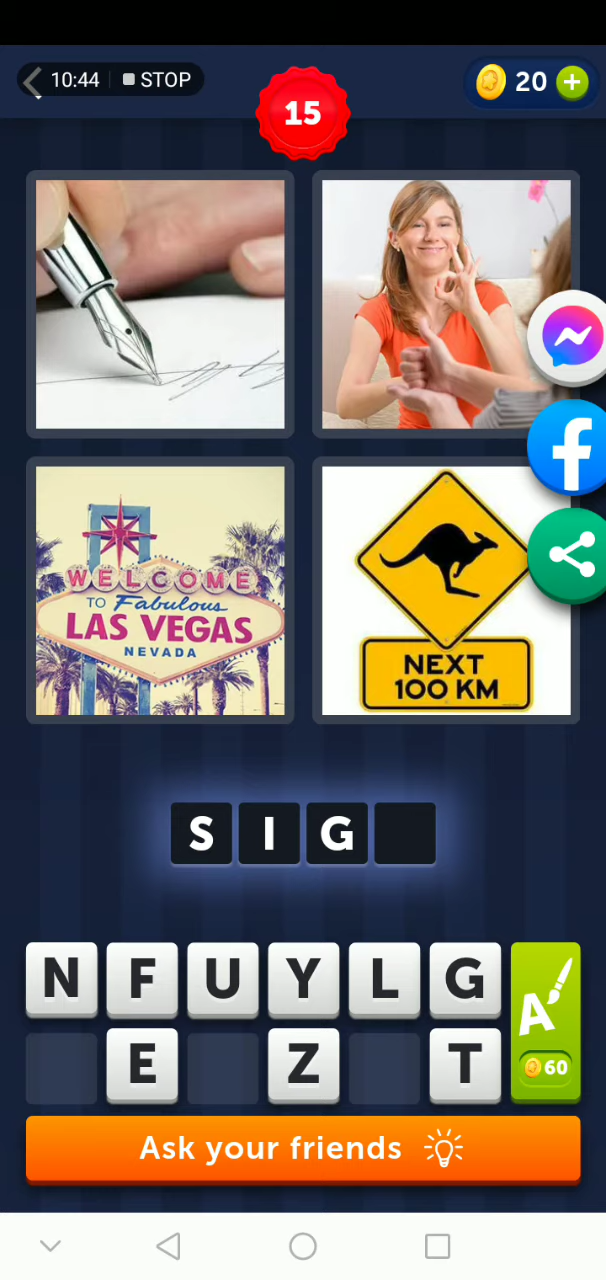 10:44 STOP
15
20 +
WELCOME
TO Fabulous
LAS VEGAS
NEVADA
NEXT
100 KM
S I G
N F U Y L G
E Z T
A
60
Ask your friends